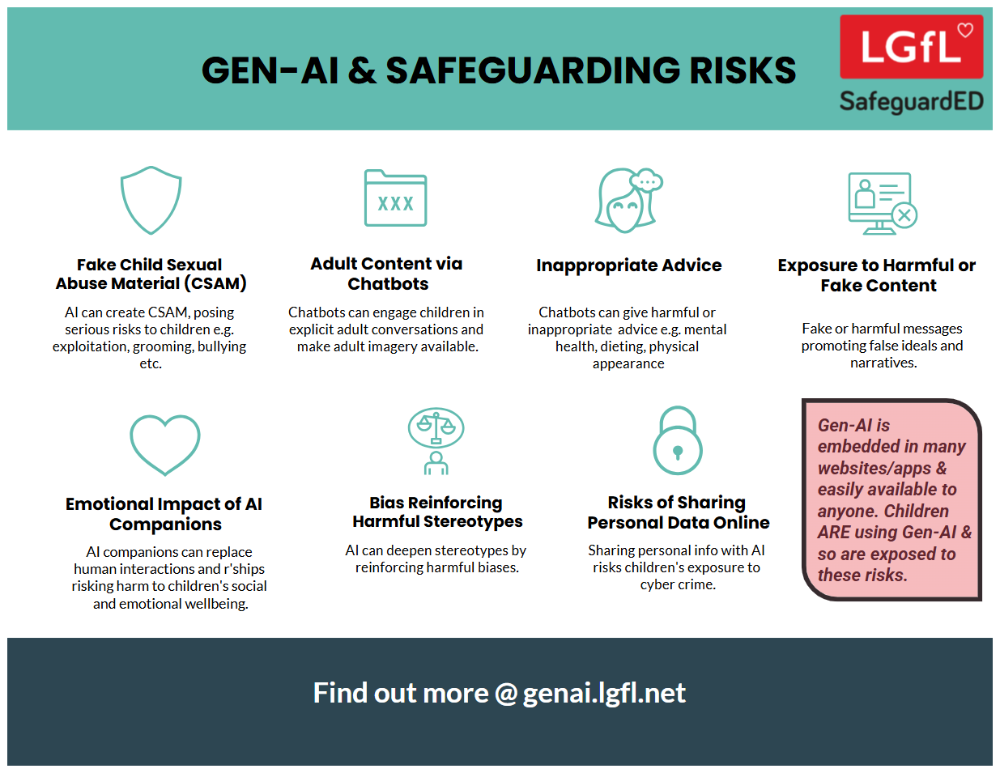 GEN-AI & SAFEGUARDING RISKS
LGfL
SafeguardED
XXX
Fake Child Sexual
Abuse Material (CSAM)
AI can create CSAM, posing
serious risks to children e.g.
exploitation, grooming, bullying
etc.
Adult Content via
Chatbots
Chatbots can engage children in
explicit adult conversations and
make adult imagery available.
Inappropriate Advice
Chatbots can give harmful or
inappropriate advice e.g. mental
health, dieting, physical
appearance
Exposure to Harmful or
Fake Content
Fake or harmful messages
promoting false ideals and
narratives.
Emotional Impact of AI
Companions
AI companions can replace
human interactions and r'ships
risking harm to children's social
and emotional wellbeing.
Bias Reinforcing
Harmful Stereotypes
AI can deepen stereotypes by
reinforcing harmful biases.
Risks of Sharing
Personal Data Online
Sharing personal info with AI
risks children's exposure to
cyber crime.
Gen-AI is
embedded in many
websites/apps &
easily available to
anyone. Children
ARE using Gen-AI &
so are exposed to
these risks.
Find out more @ genai.lgfl.net